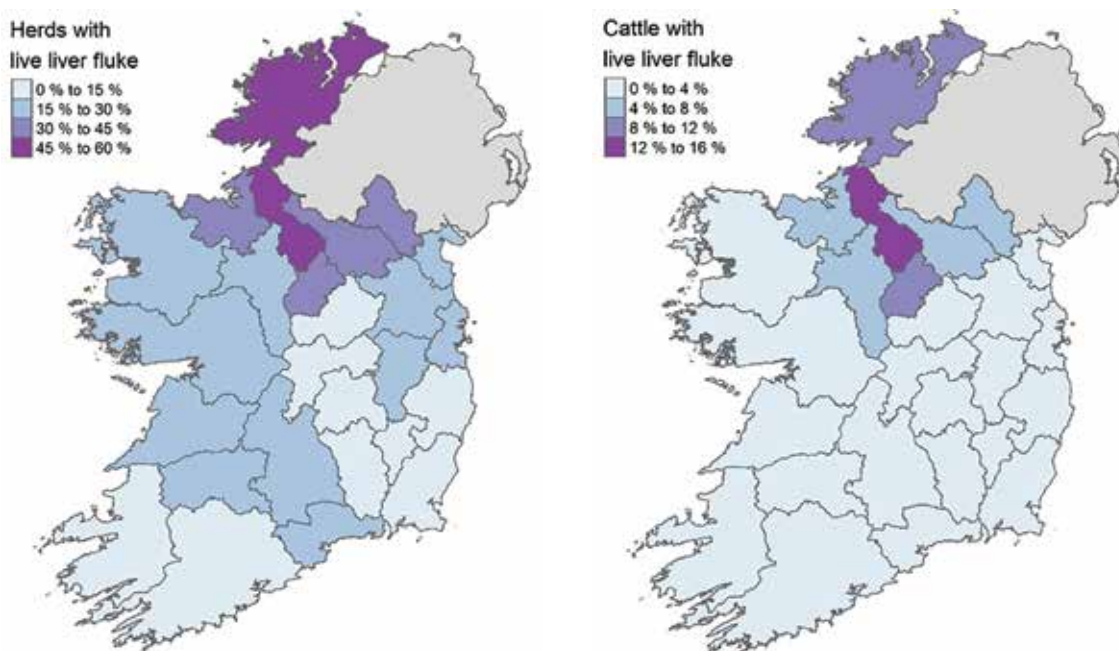 Herds with
live liver fluke
0 % to 15 %
15 % to 30 %
30 % to 45 %
45 % to 60 %
Cattle with
live liver fluke
0 % to 4 %
4 % to 8 %
8 % to 12 %
12 % to 16 %